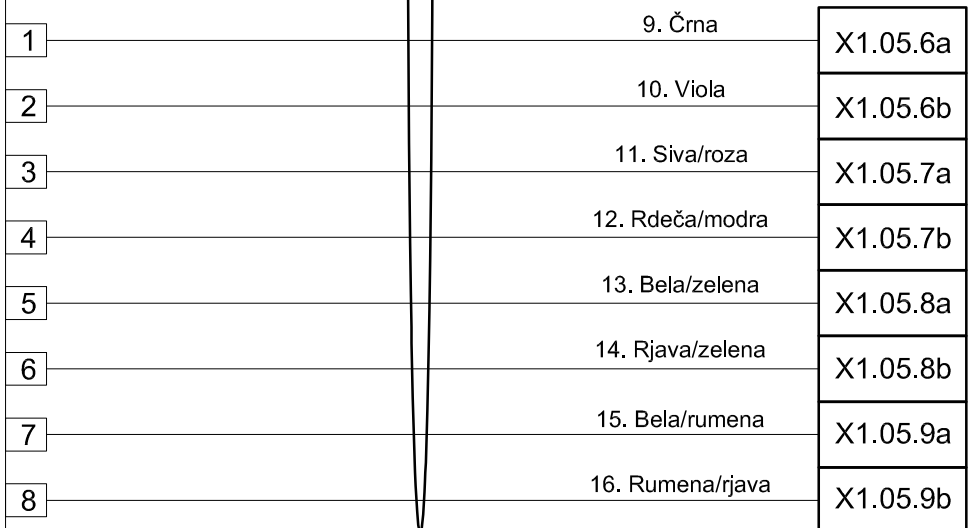 1 9. Črna X1.05.6a
2 10. Viola X1.05.6b
3 11. Siva/roza X1.05.7a
4 12. Rdeča/modra X1.05.7b
5 13. Bela/zelena X1.05.8a
6 14. Rjava/zelena X1.05.8b
7 15. Bela/rumena X1.05.9a
8 16. Rumena/rjava X1.05.9b